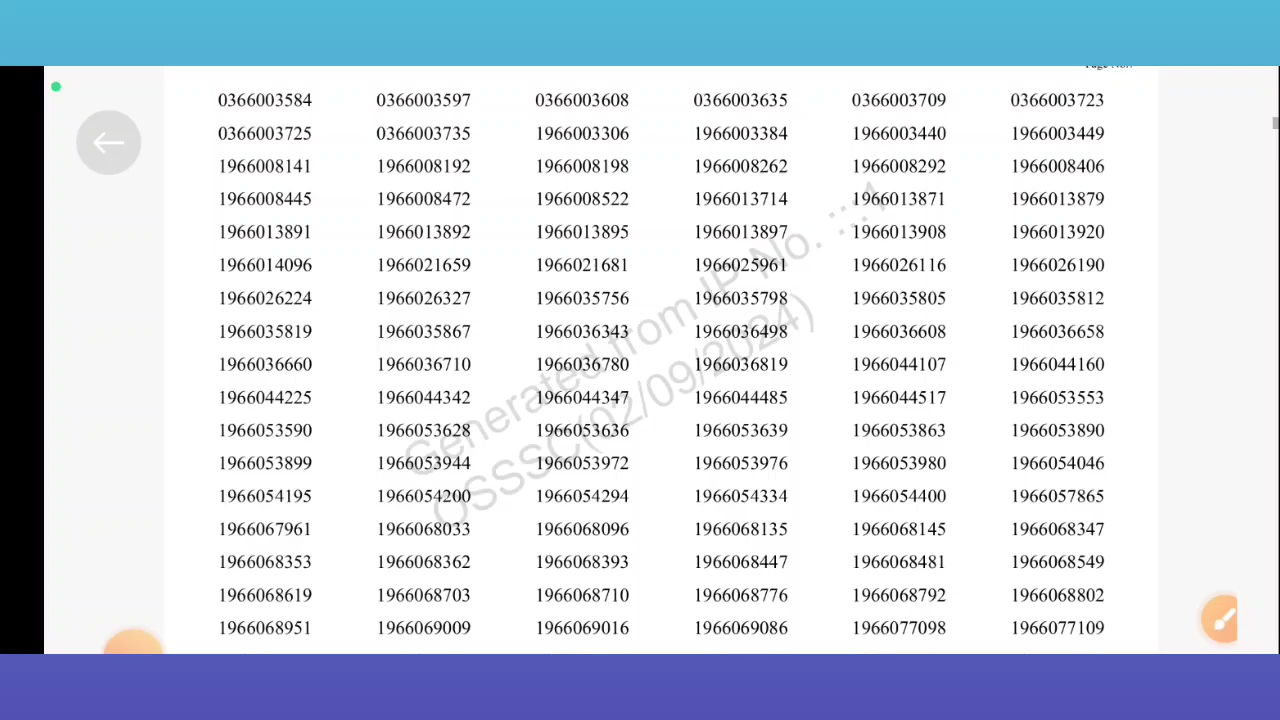 0366003584 0366003597 0366003608 0366003635 0366003709 0366003723
0366003725 0366003735 1966003306 1966003384 1966003440 1966003449
1966008141 1966008192 1966008198 1966008262 1966008292 1966008406
1966008445 1966008472 1966008522 1966013714 1966013871 1966013879
1966013891 1966013892 1966013895 1966013897 1966013908 1966013920
1966014096 1966021659 1966021681 1966025961 1966026116 1966026190
1966026224 1966026327 1966035756 1966035798 1966035805 1966035812
1966035819 1966035867 1966036343 1966036498 1966036608 1966036658
1966036660 1966036710 1966036780 1966036819 1966044107 1966044160
1966044225 1966044342 1966044347 1966044485 1966044517 1966053553
1966053590 1966053628 1966053636 1966053639 1966053863 1966053890
1966053899 1966053944 1966053972 1966053976 1966053980 1966054046
1966054195 1966054200 1966054294 1966054334 1966054400 1966057865
1966067961 1966068033 1966068096 1966068135 1966068145 1966068347
1966068353 1966068362 1966068393 1966068447 1966068481 1966068549
1966068619 1966068703 1966068710 1966068776 1966068792 1966068802
1966068951 1966069009 1966069016 1966069086 1966077098 1966077109
Generated from IP No. :::1
OSSSC(02/09/2024)